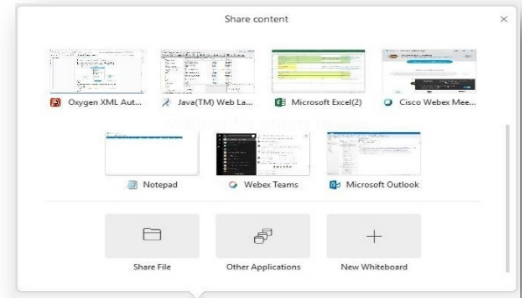 Share content
Oxygen XML Aut...
Java(TM) Web La...
Microsoft Excel(2)
Cisco Webex Mee...
Notepad
Webex Teams
Microsoft Outlook
Share File
Other Applications
New Whiteboard